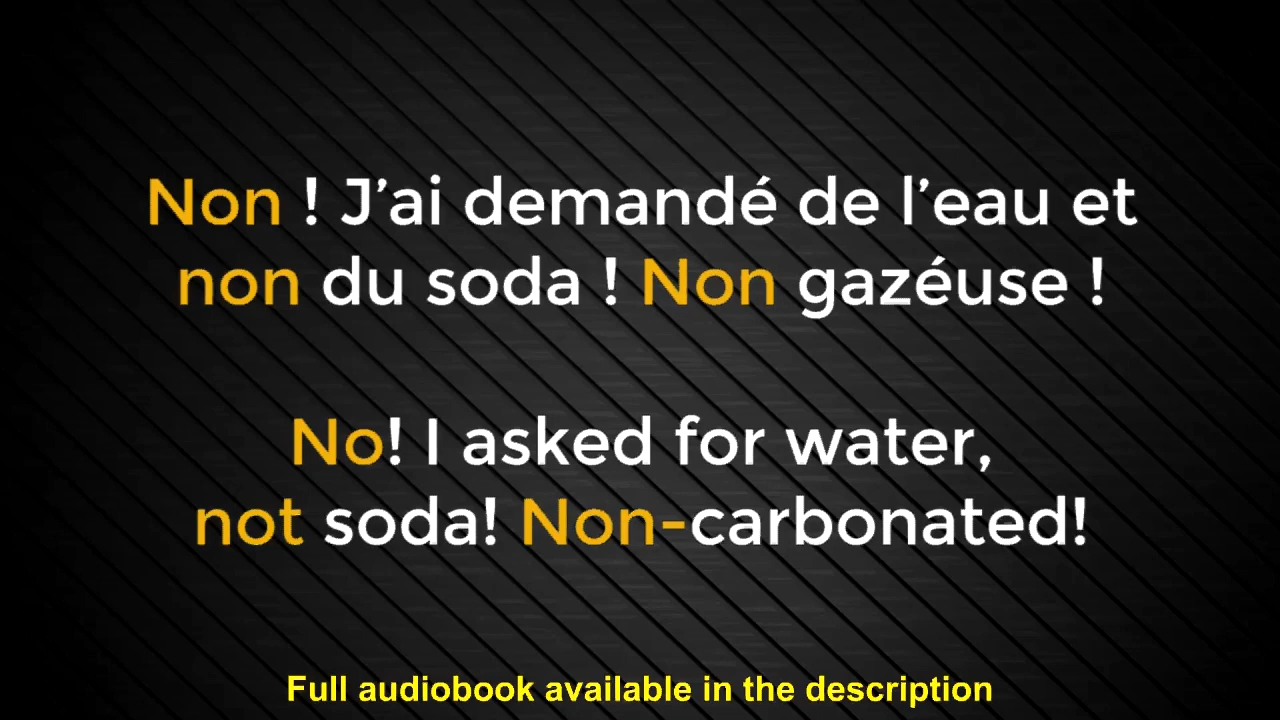 Non ! J’ai demandé de l’eau et
non du soda ! Non gazéuse !
No! I asked for water,
not soda! Non-carbonated!
Full audiobook available in the description